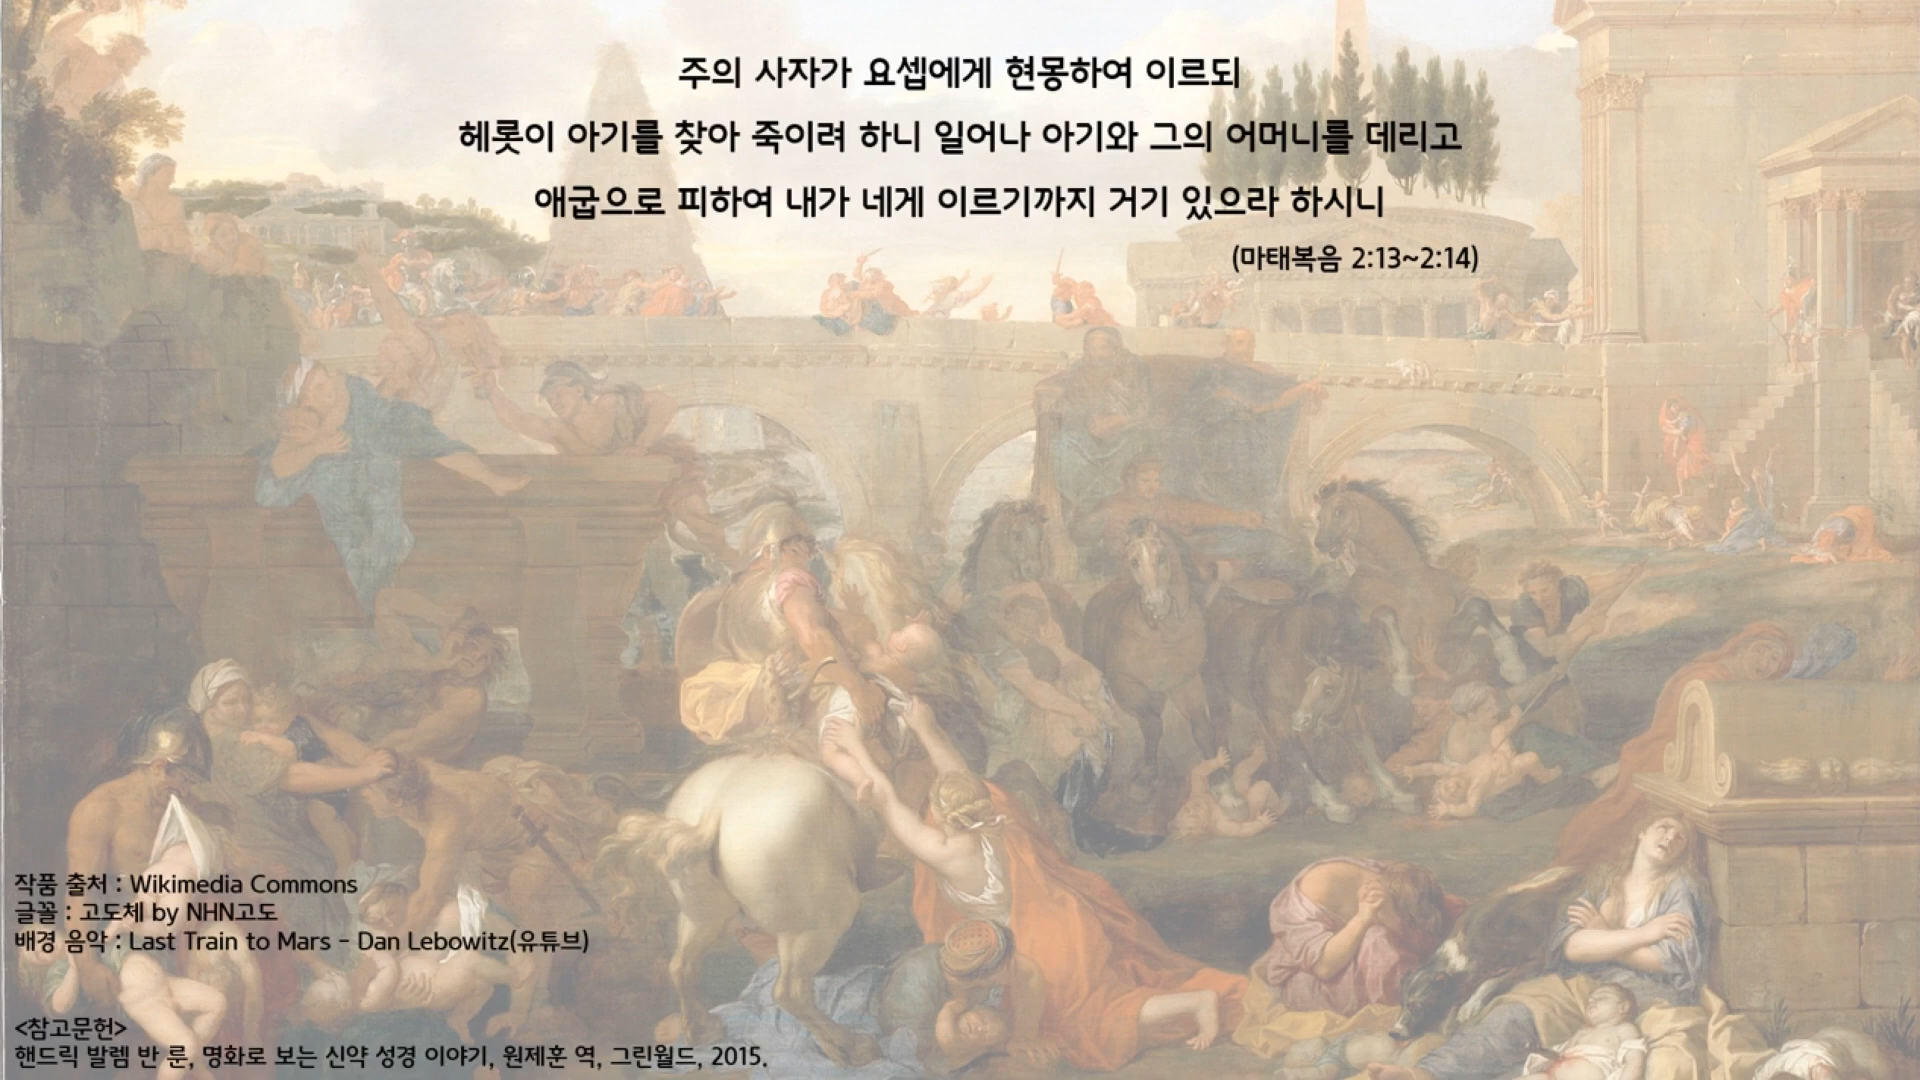 주의 사자가 요셉에게 현몽하여 이르되
헤롯이 아기를 찾아 죽이려 하니 일어나 아기와 그의 어머니를 데리고
애굽으로 피하여 내가 네게 이르기까지 거기 있으라 하시니
(마태복음 2:13~2:14)
작품 출처 : Wikimedia Commons
글꼴 : 고도체 by NHN고도
배경 음악 : Last Train to Mars - Dan Lebowitz(유튜브)
<참고문헌>
핸드릭 발렘 반 룬, 명화로 보는 신약 성경 이야기, 원제훈 역, 그린월드, 2015.